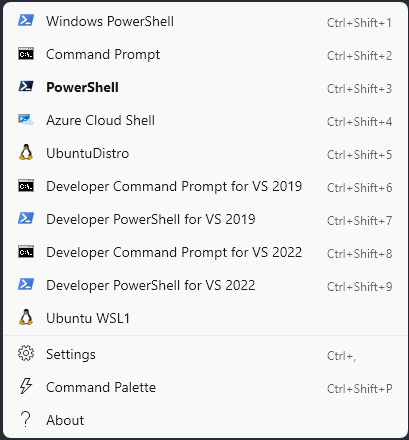 Windows PowerShell Ctrl+Shift+1
Command Prompt Ctrl+Shift+2
PowerShell Ctrl+Shift+3
Azure Cloud Shell Ctrl+Shift+4
UbuntuDistro Ctrl+Shift+5
Developer Command Prompt for VS 2019 Ctrl+Shift+6
Developer PowerShell for VS 2019 Ctrl+Shift+7
Developer Command Prompt for VS 2022 Ctrl+Shift+8
Developer PowerShell for VS 2022 Ctrl+Shift+9
Ubuntu WSL1
Settings Ctrl+,
Command Palette Ctrl+Shift+P
About